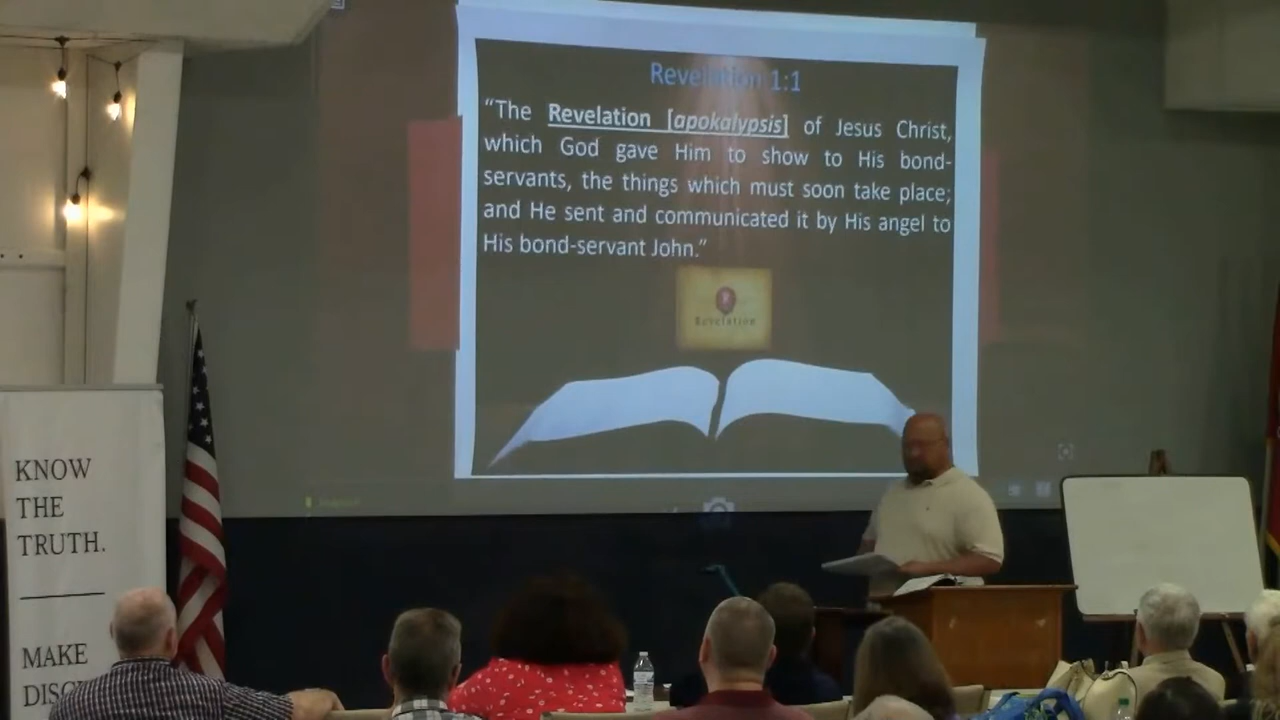 Revelation 1:1
“The Revelation [apokalypsis] of Jesus Christ,
which God gave Him to show to His bond-
servants, the things which must soon take place;
and He sent and communicated it by His angel to
His bond-servant John.”
Revelation
KNOW
THE
TRUTH.
MAKE